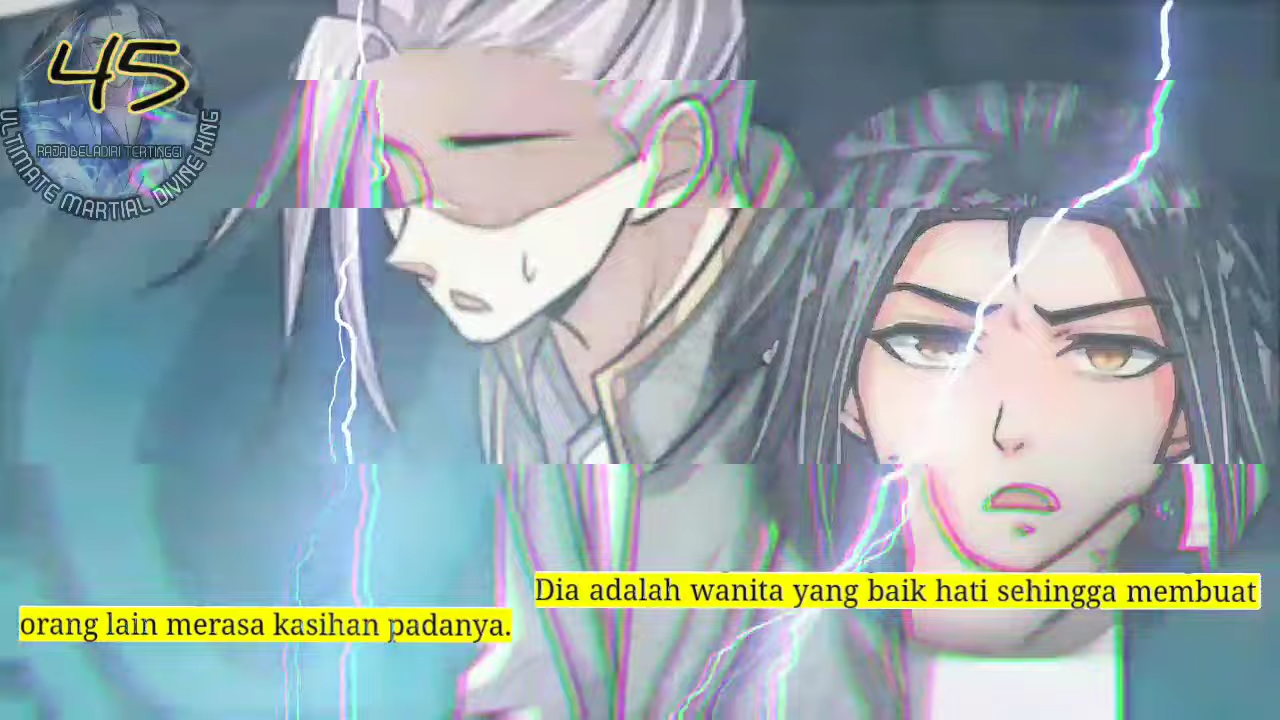 45
RAJA BELADIRI TERTINGGI
ULTIMATE MARTIAL DIVINE KING
Dia adalah wanita yang baik hati sehingga membuat
orang lain merasa kasihan padanya.